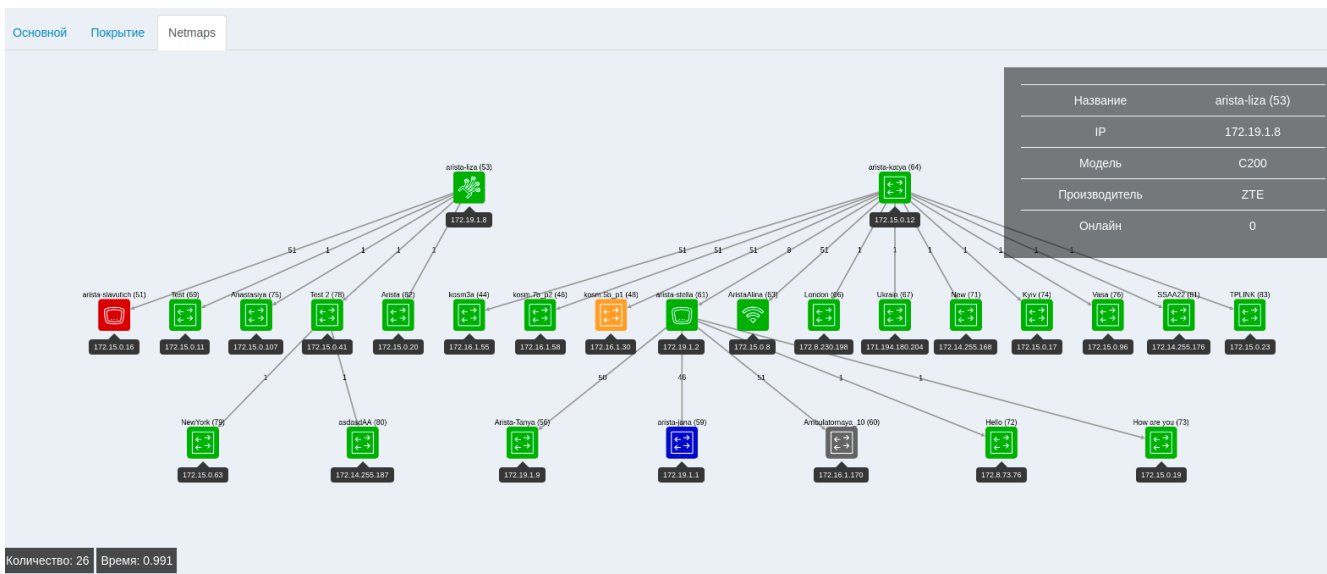 Основной Покрытие Netmaps
Название arista-liza (53)
IP 172.19.1.8
Модель C200
Производитель ZTE
Онлайн 0
arista-liza (53) arista-katya (64)
172.19.1.8 172.15.0.12
51 1 1 1 1 51 51 51 8 51 1 1 1 1 1 1
arista-slavutich (51) Test (69) Anastasiya (75) Test 2 (78) Arista (82) kosm3a (44) kosm.7b_p2 (46) kosm.5b_p1 (48) arista-stella (61) AristaAlina (63) London (66) Ukrain (67) New (71) Kyiv (74) Vasa (76) SSAA22 (81) TPLINK (83)
172.15.0.16 172.15.0.11 172.15.0.107 172.15.0.41 172.15.0.20 172.16.1.55 172.16.1.58 172.16.1.30 172.19.1.2 172.15.0.8 172.8.230.198 171.194.180.204 172.14.255.168 172.15.0.17 172.15.0.96 172.14.255.176 172.15.0.23
1 1 50 46 51 1 1
NewYork (79) asdasdAA (80) Arista-Tanya (56) arista-jana (59) Ambulatornaya_10 (60) Hello (72) How are you (73)
172.15.0.63 172.14.255.187 172.19.1.9 172.19.1.1 172.16.1.170 172.8.73.76 172.15.0.19
Количество: 26 Время: 0.991